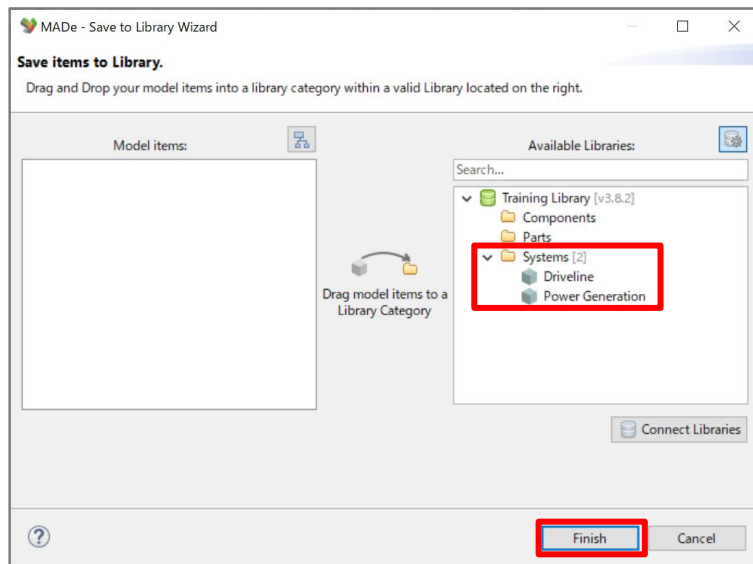 MADe - Save to Library Wizard
Save items to Library.
Drag and Drop your model items into a library category within a valid Library located on the right.
Model items:
Available Libraries:
Search...
Training Library [v3.8.2]
Components
Parts
Systems [2]
Driveline
Power Generation
Drag model items to a
Library Category
Connect Libraries
?
Finish
Cancel